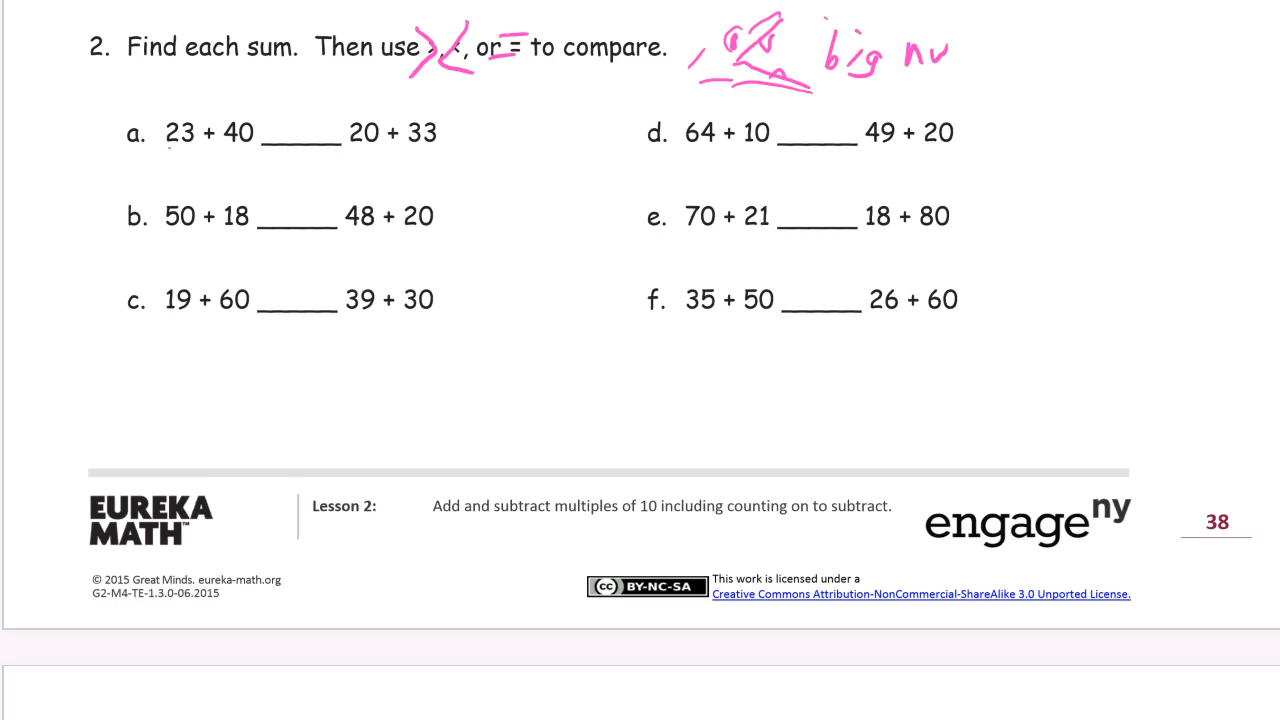 2. Find each sum. Then use >, <, or = to compare.
big nu
a. 23 + 40 ______ 20 + 33
d. 64 + 10 ______ 49 + 20
b. 50 + 18 ______ 48 + 20
e. 70 + 21 ______ 18 + 80
c. 19 + 60 ______ 39 + 30
f. 35 + 50 ______ 26 + 60
EUREKA
MATH™
Lesson 2: Add and subtract multiples of 10 including counting on to subtract.
engage ny
38
© 2015 Great Minds. eureka-math.org
G2-M4-TE-1.3.0-06.2015
cc BY-NC-SA
This work is licensed under a
Creative Commons Attribution-NonCommercial-ShareAlike 3.0 Unported License.